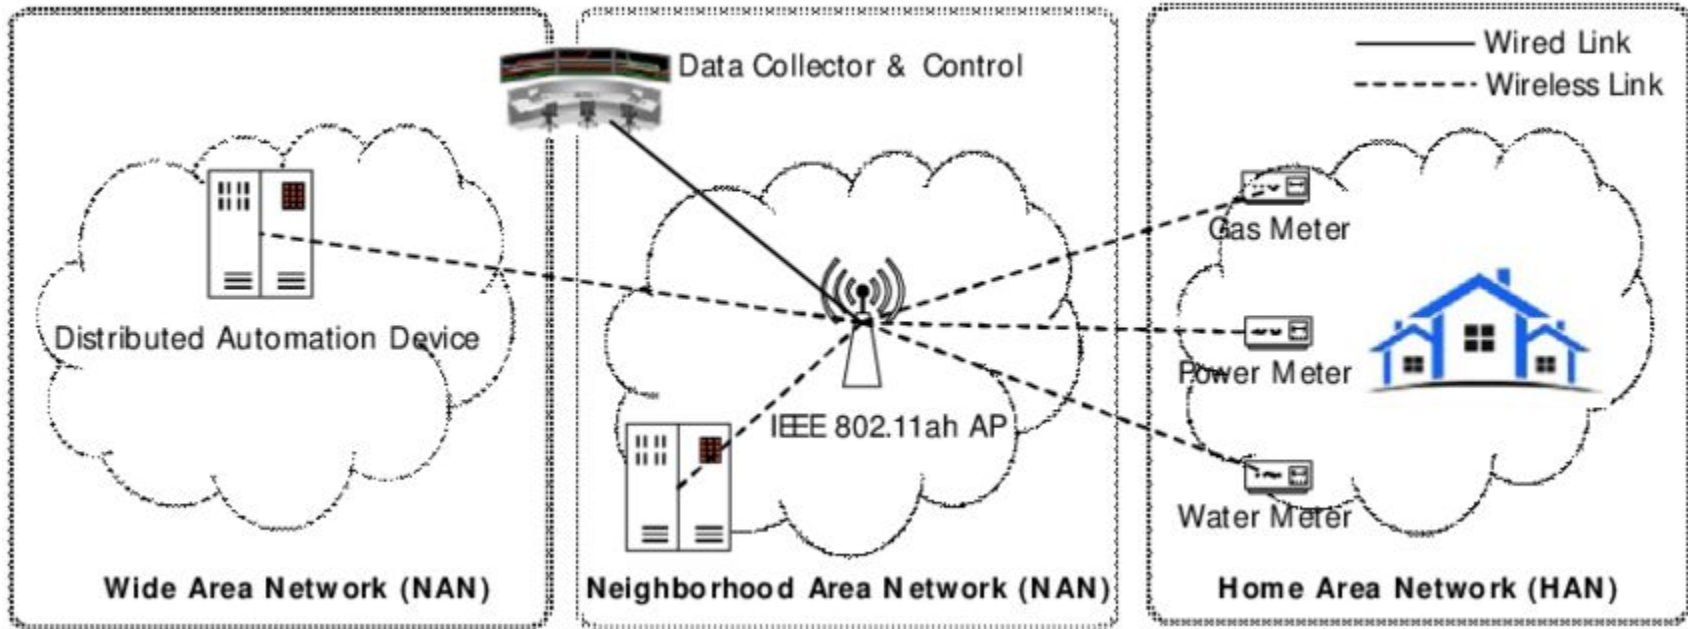 Data Collector & Control
Wired Link
Wireless Link
Gas Meter
Distributed Automation Device
Power Meter
IEEE 802.11ah AP
Water Meter
Wide Area Network (NAN)
Neighborhood Area Network (NAN)
Home Area Network (HAN)